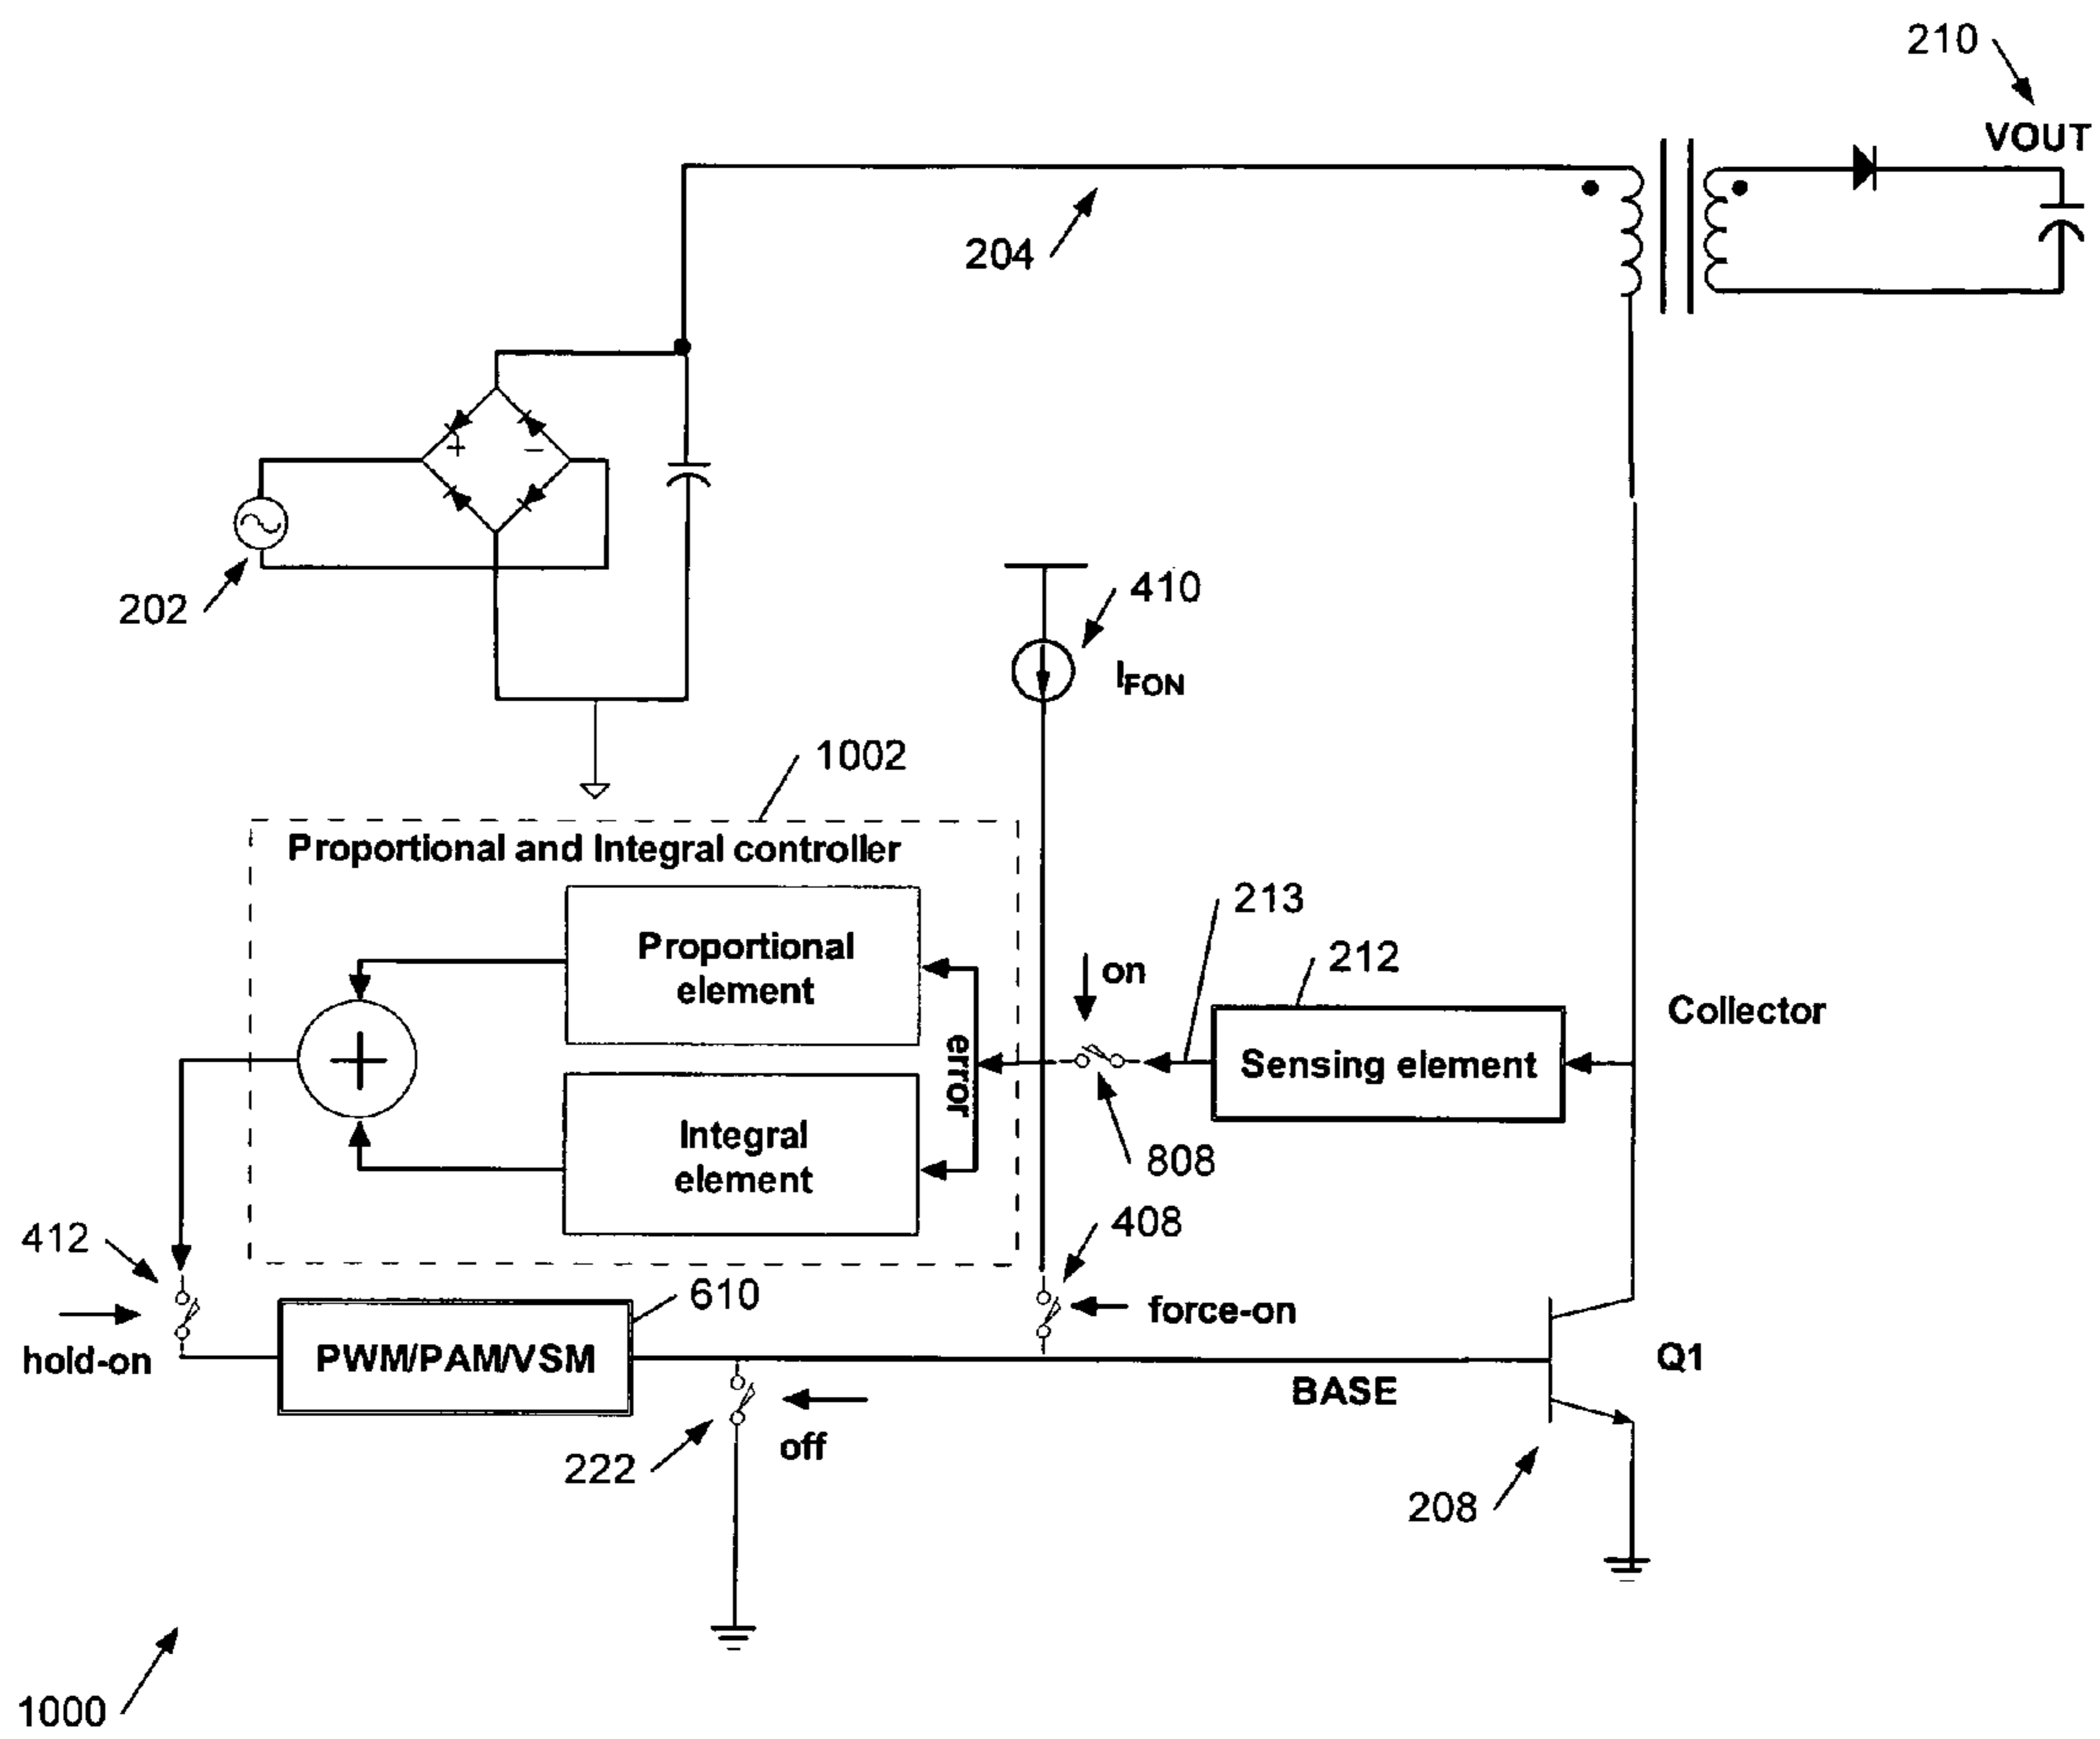 210
VOUT
204
202
410
IFON
1002
Proportional and Integral controller
213
Proportional
element
212
on
Collector
error
Sensing element
Integral
element
808
408
412
610
force-on
hold-on
PWM/PAM/VSM
Q1
BASE
off
222
208
1000